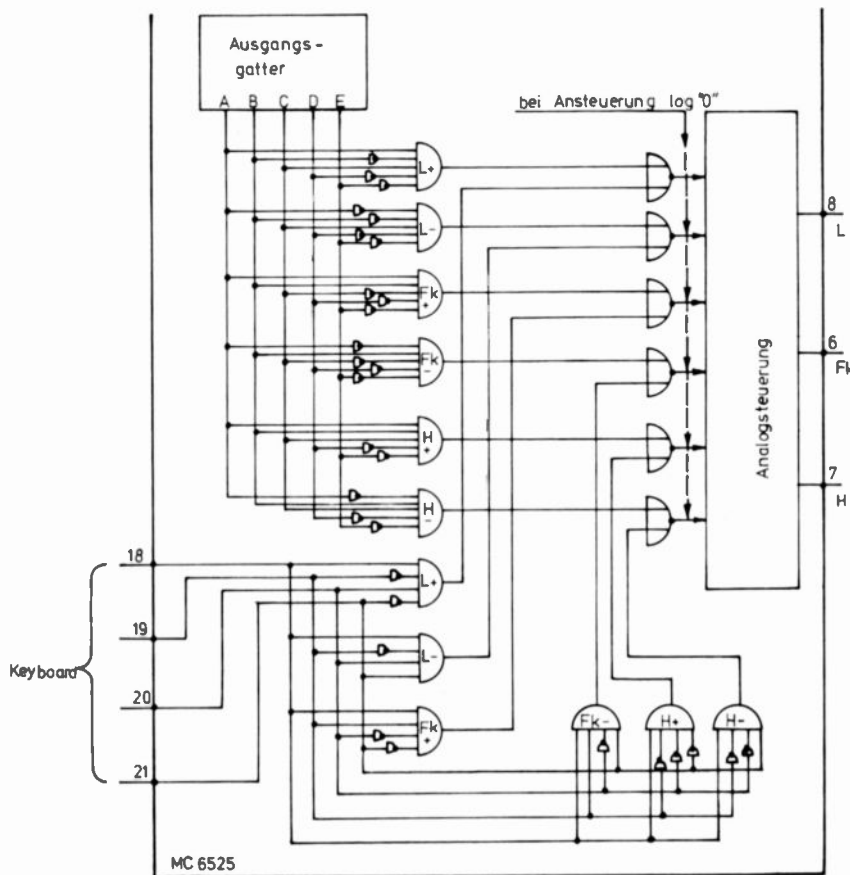 Ausgangs-
gatter
A B C D E
bei Ansteuerung log "0"
L+
L-
Fk
+
Fk
-
H
+
H
-
Analogsteuerung
8
L
6
Fk
7
H
Keyboard
18
19
20
21
L+
L-
Fk
+
Fk-
H+
H-
MC 6525